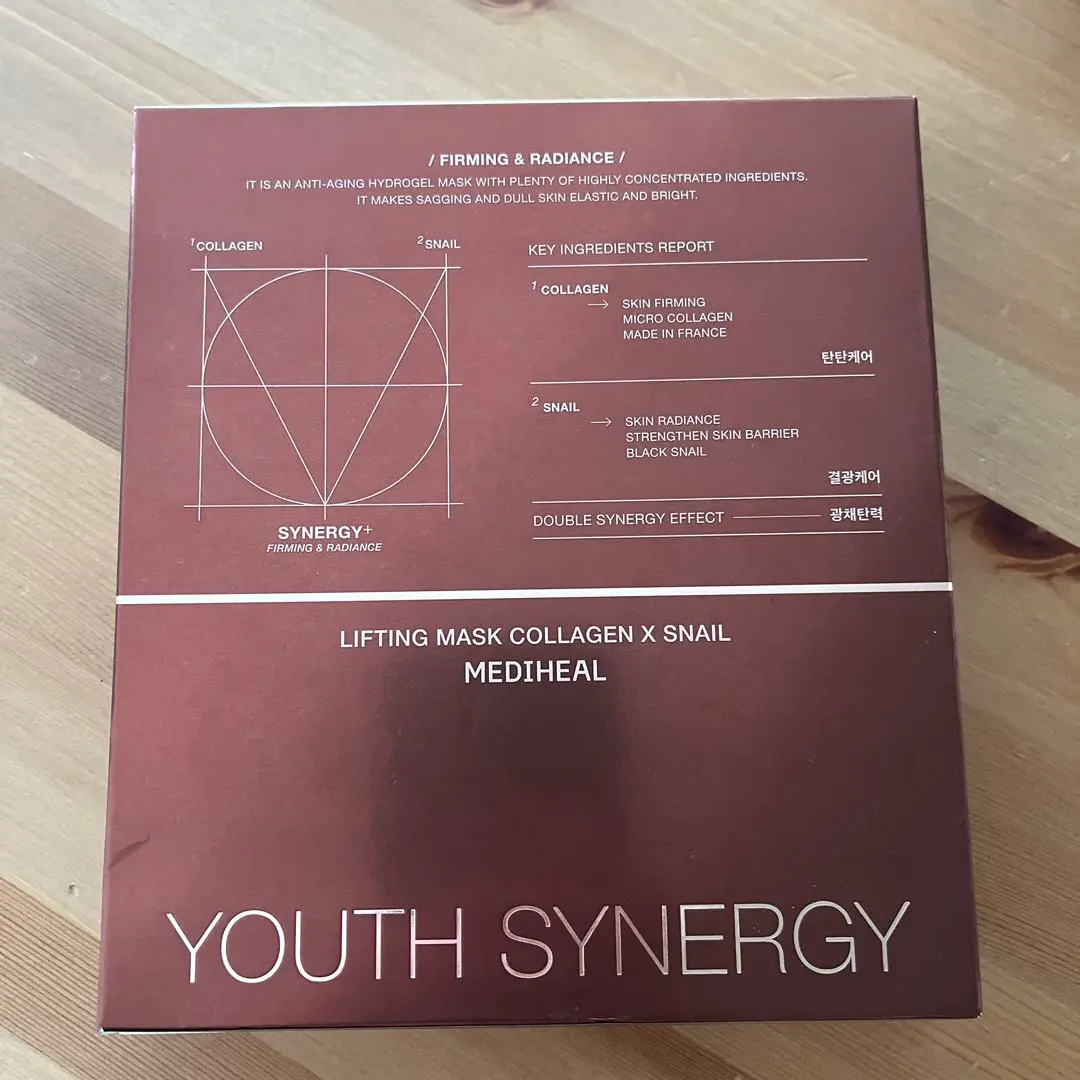 / FIRMING & RADIANCE /
IT IS AN ANTI-AGING HYDROGEL MASK WITH PLENTY OF HIGHLY CONCENTRATED INGREDIENTS.
IT MAKES SAGGING AND DULL SKIN ELASTIC AND BRIGHT.
1 COLLAGEN
2 SNAIL
SYNERGY+
FIRMING & RADIANCE
KEY INGREDIENTS REPORT
1 COLLAGEN
→ SKIN FIRMING
MICRO COLLAGEN
MADE IN FRANCE
탄탄케어
2 SNAIL
→ SKIN RADIANCE
STRENGTHEN SKIN BARRIER
BLACK SNAIL
결광케어
DOUBLE SYNERGY EFFECT 광채탄력
LIFTING MASK COLLAGEN X SNAIL
MEDIHEAL
YOUTH SYNERGY